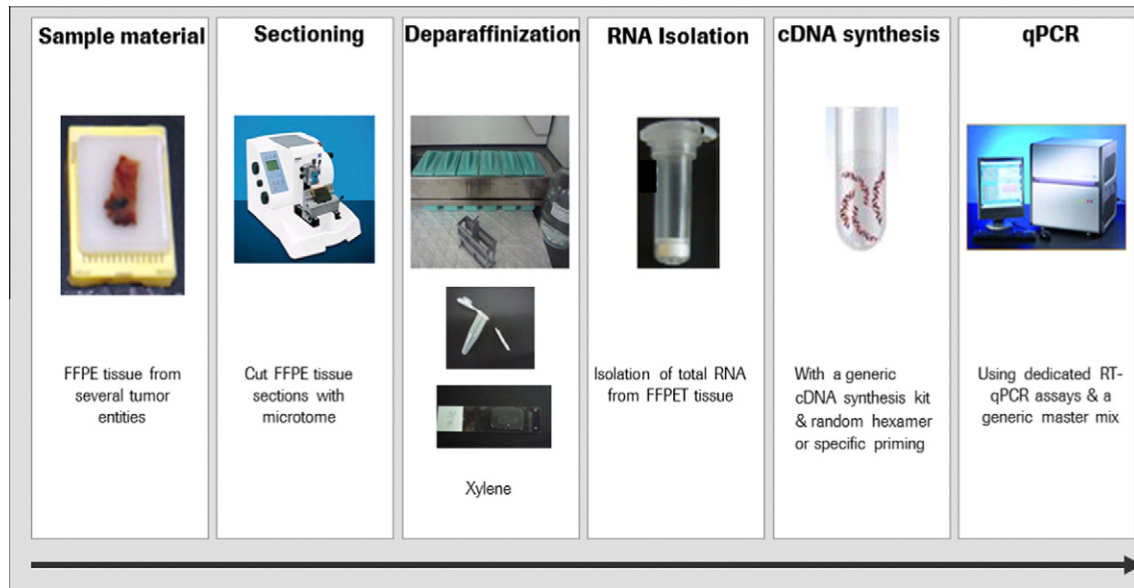 Sample material
FFPE tissue from
several tumor
entities
Sectioning
Cut FFPE tissue
sections with
microtome
Deparaffinization
Xylene
RNA Isolation
Isolation of total RNA
from FFPET tissue
cDNA synthesis
With a generic
cDNA synthesis kit
& random hexamer
or specific priming
qPCR
Using dedicated RT-
qPCR assays & a
generic master mix